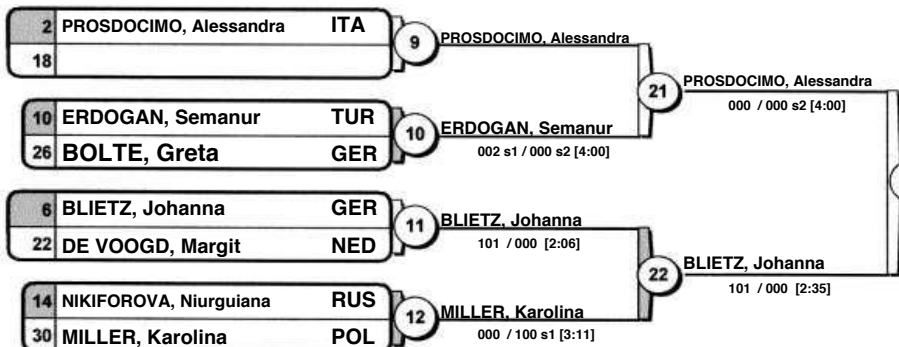 2 PROSDOCIMO, Alessandra ITA
18
9 PROSDOCIMO, Alessandra
10 ERDOGAN, Semanur TUR
26 BOLTE, Greta GER
10 ERDOGAN, Semanur
002 s1 / 000 s2 [4:00]
21 PROSDOCIMO, Alessandra
000 / 000 s2 [4:00]
6 BLIETZ, Johanna GER
22 DE VOOGD, Margit NED
11 BLIETZ, Johanna
101 / 000 [2:06]
14 NIKIFOROVA, Niurguiana RUS
30 MILLER, Karolina POL
12 MILLER, Karolina
000 / 100 s1 [3:11]
22 BLIETZ, Johanna
101 / 000 [2:35]